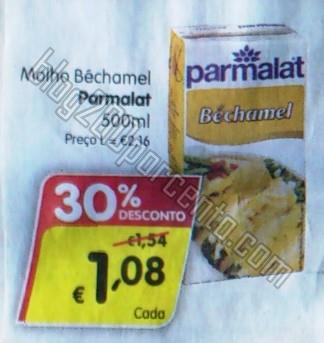 Molho Béchamel
Parmalat
500ml
Preço L = €2,16
parmalat
Béchamel
30%
DESCONTO
€1,54
€1,08
Cada
blog200porcento.com